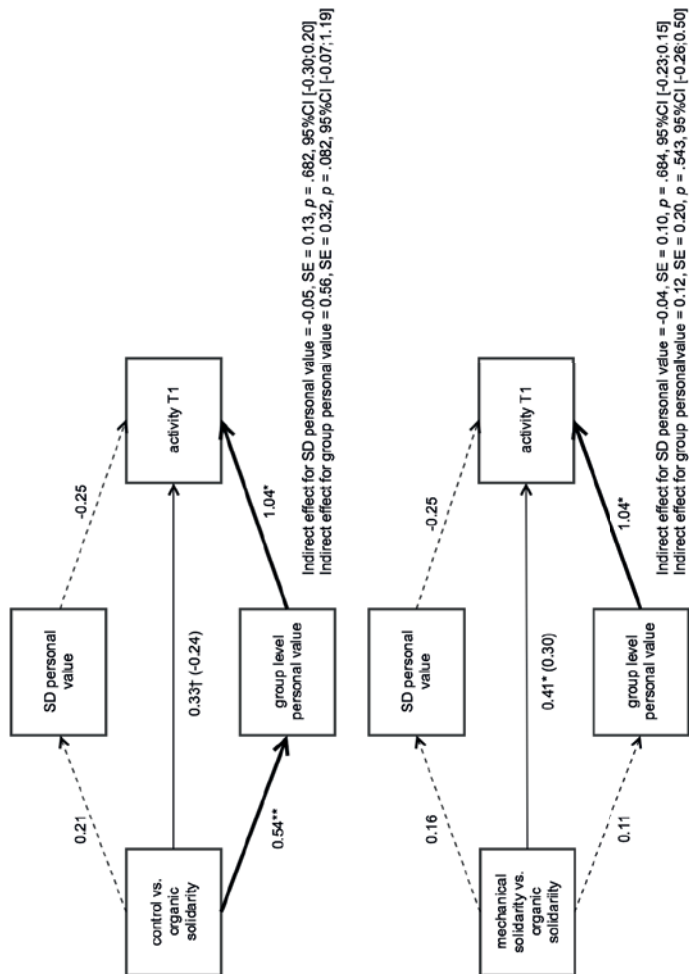 SD personal
value
0.21
-0.25
control vs.
organic
solidarity
0.33† (-0.24)
activity T1
0.54**
1.04*
group level
personal value
Indirect effect for SD personal value = -0.05, SE = 0.13, p = .682, 95%CI [-0.30;0.20]
Indirect effect for group personal value = 0.56, SE = 0.32, p = .082, 95%CI [-0.07;1.19]
SD personal
value
0.16
-0.25
mechanical
solidarity vs.
organic
solidarity
0.41* (0.30)
activity T1
0.11
1.04*
group level
personal value
Indirect effect for SD personal value = -0.04, SE = 0.10, p = .684, 95%CI [-0.23;0.15]
Indirect effect for group personalvalue = 0.12, SE = 0.20, p = .543, 95%CI [-0.26;0.50]